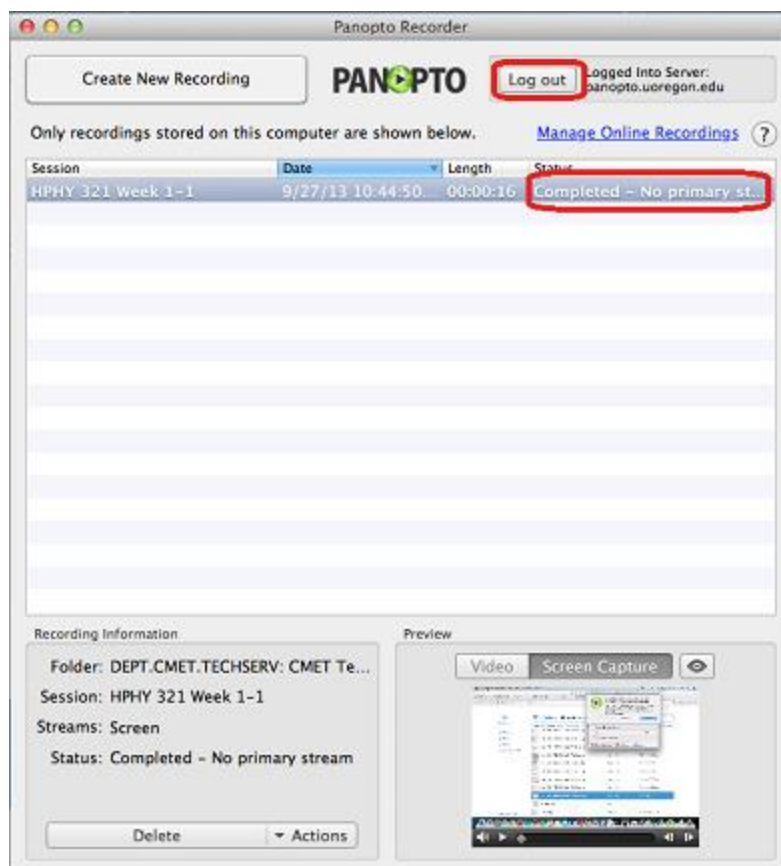 Panopto Recorder
Create New Recording
PANOPTO
Log out
Logged Into Server:
panopto.uoregon.edu
Only recordings stored on this computer are shown below.
Manage Online Recordings ?
Session Date Length Status
HPHY 321 Week 1-1 9/27/13 10:44:50... 00:00:16 Completed - No primary st...
Recording Information
Folder: DEPT.CMET.TECHSERV: CMET Te...
Session: HPHY 321 Week 1-1
Streams: Screen
Status: Completed - No primary stream
Delete Actions
Preview
Video Screen Capture